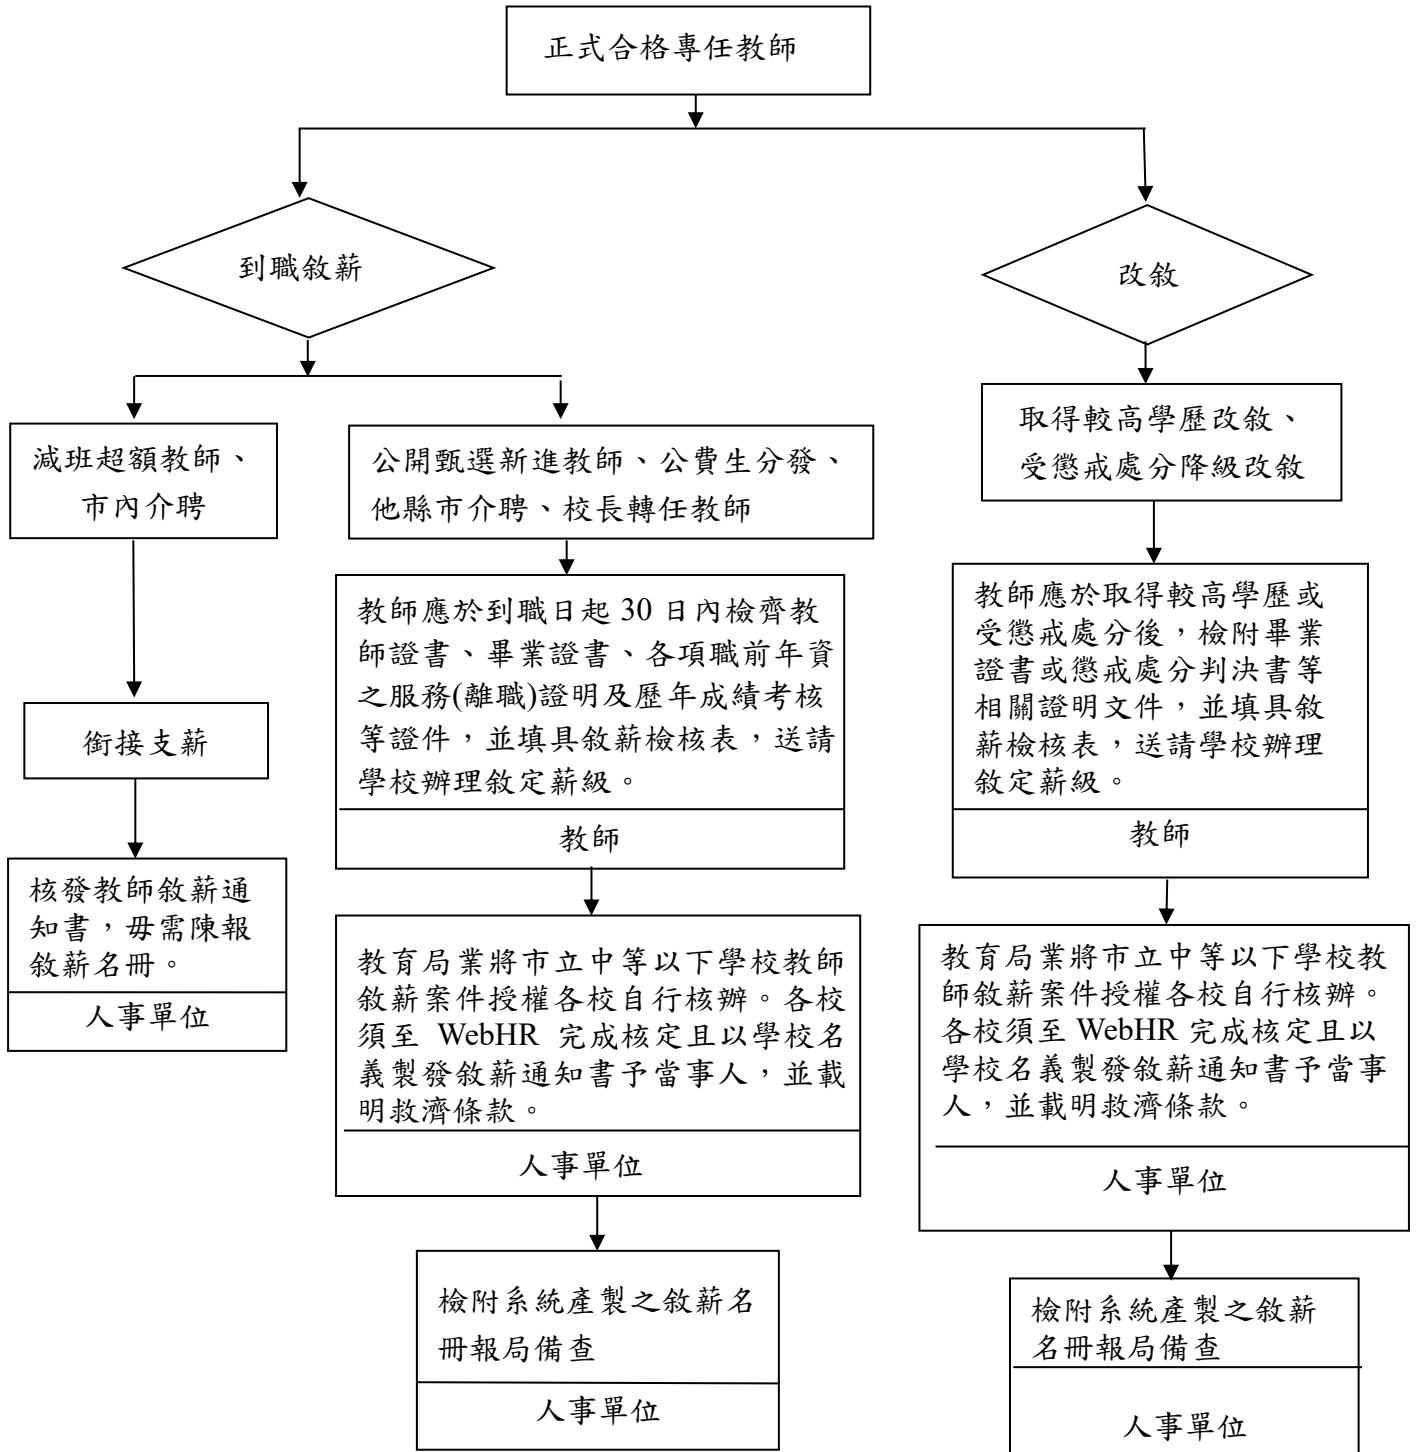 正式合格專任教師
到職敘薪
改敘
減班超額教師、
市內介聘
公開甄選新進教師、公費生分發、
他縣市介聘、校長轉任教師
取得較高學歷改敘、
受懲戒處分降級改敘
銜接支薪
教師應於到職日起 30 日內檢齊教
師證書、畢業證書、各項職前年資
之服務(離職)證明及歷年成績考核
等證件，並填具敘薪檢核表，送請
學校辦理敘定薪級。
教師
教師應於取得較高學歷或
受懲戒處分後，檢附畢業
證書或懲戒處分判決書等
相關證明文件，並填具敘
薪檢核表，送請學校辦理
敘定薪級。
教師
核發教師敘薪通
知書，毋需陳報
敘薪名冊。
人事單位
教育局業將市立中等以下學校教師
敘薪案件授權各校自行核辦。各校
須至 WebHR 完成核定且以學校名
義製發敘薪通知書予當事人，並載
明救濟條款。
人事單位
教育局業將市立中等以下學校教
師敘薪案件授權各校自行核辦。
各校須至 WebHR 完成核定且以
學校名義製發敘薪通知書予當事
人，並載明救濟條款。
人事單位
檢附系統產製之敘薪名
冊報局備查
人事單位
檢附系統產製之敘薪
名冊報局備查
人事單位